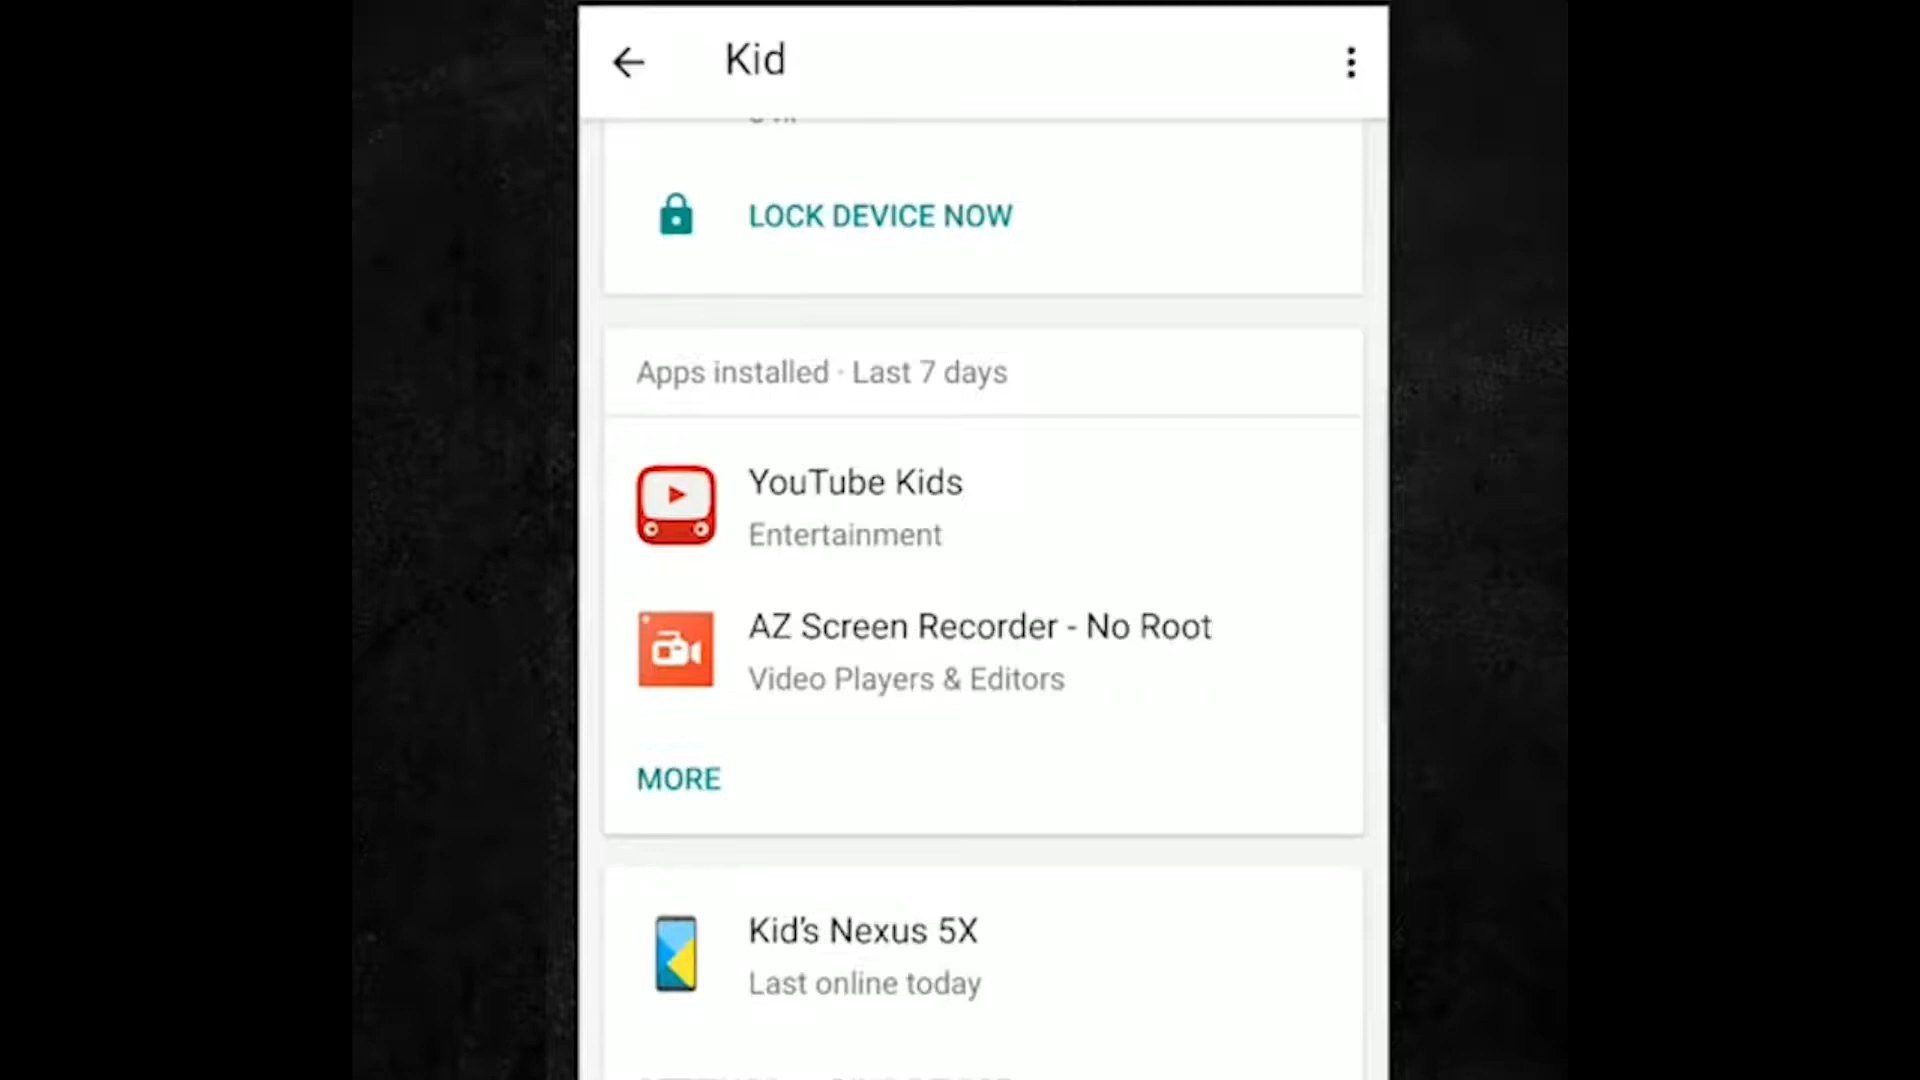 Kid
LOCK DEVICE NOW
Apps installed · Last 7 days
YouTube Kids
Entertainment
AZ Screen Recorder - No Root
Video Players & Editors
MORE
Kid's Nexus 5X
Last online today